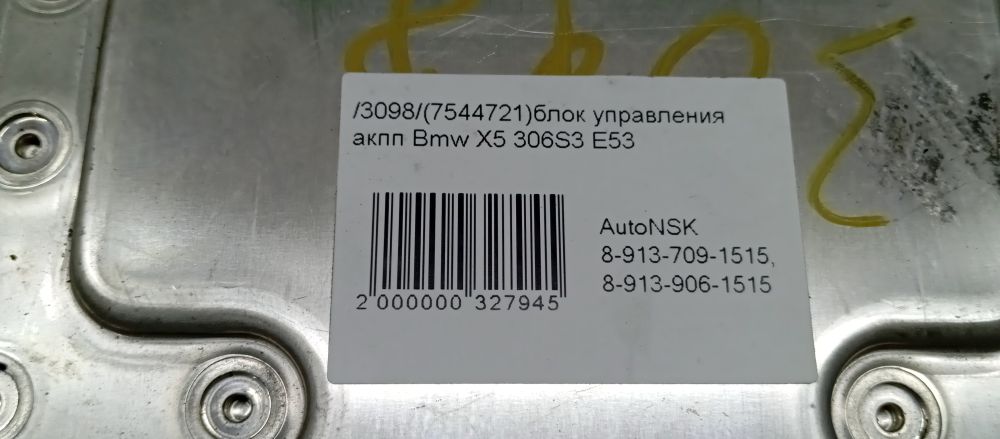 /3098/(7544721)блок управления
акпп Bmw X5 306S3 E53
AutoNSK
8-913-709-1515,
8-913-906-1515
2 000000 327945